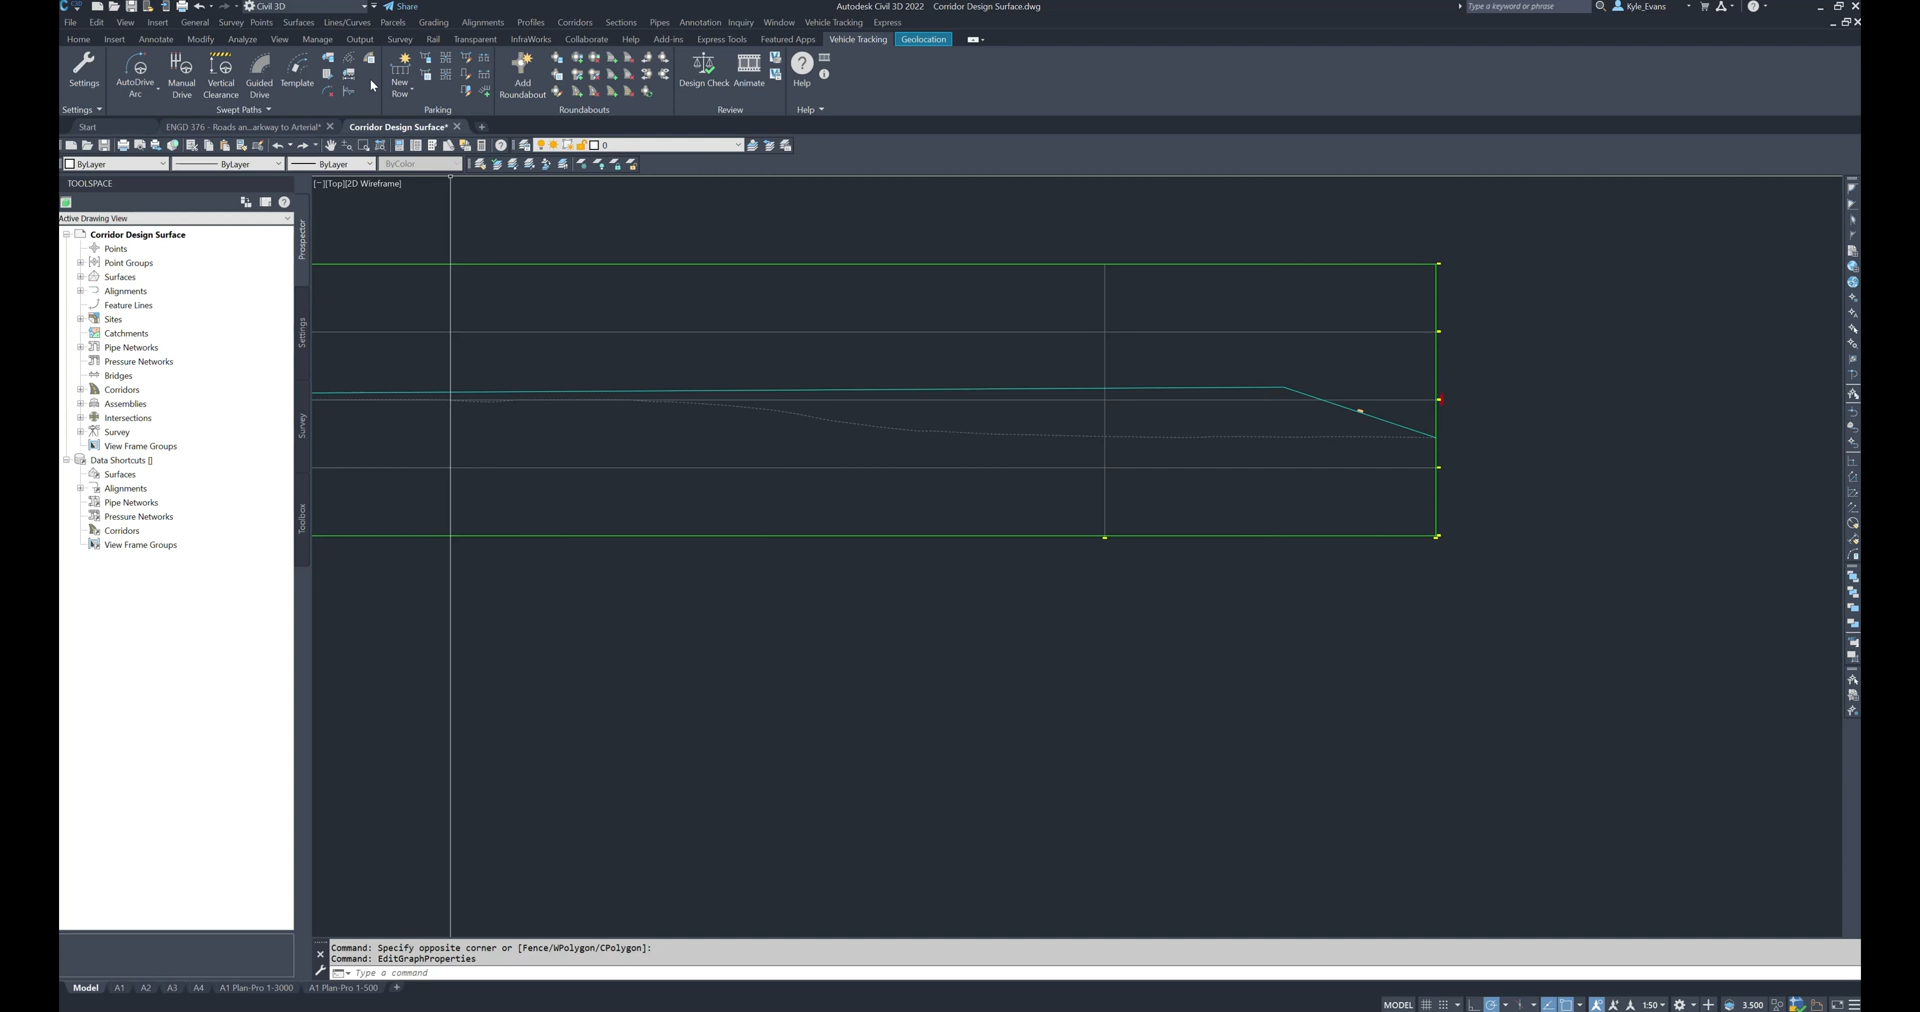 Civil 3D
Share
Autodesk Civil 3D 2022 Corridor Design Surface.dwg
Type a keyword or phrase
Kyle_Evans
File Edit View Insert General Survey Points Surfaces Lines/Curves Parcels Grading Alignments Profiles Corridors Sections Pipes Annotation Inquiry Window Vehicle Tracking Express
Home Insert Annotate Modify Analyze View Manage Output Survey Rail Transparent InfraWorks Collaborate Help Add-ins Express Tools Featured Apps Vehicle Tracking Geolocation
Settings AutoDrive Arc Manual Drive Vertical Clearance Guided Drive Template New Row Add Roundabout Design Check Animate Help
Settings Swept Paths Parking Roundabouts Review Help
Start ENGD 376 - Roads an...arkway to Arterial* Corridor Design Surface*
0
ByLayer ByLayer ByLayer ByColor
TOOLSPACE
[−][Top][2D Wireframe]
Active Drawing View
Corridor Design Surface
Points
Point Groups
Surfaces
Alignments
Feature Lines
Sites
Catchments
Pipe Networks
Pressure Networks
Bridges
Corridors
Assemblies
Intersections
Survey
View Frame Groups
Data Shortcuts []
Surfaces
Alignments
Pipe Networks
Pressure Networks
Corridors
View Frame Groups
Prospector
Settings
Survey
Toolbox
Command: Specify opposite corner or [Fence/WPolygon/CPolygon]:
Command: EditGraphProperties
Type a command
Model A1 A2 A3 A4 A1 Plan-Pro 1-3000 A1 Plan-Pro 1-500
MODEL 1:50 3.500